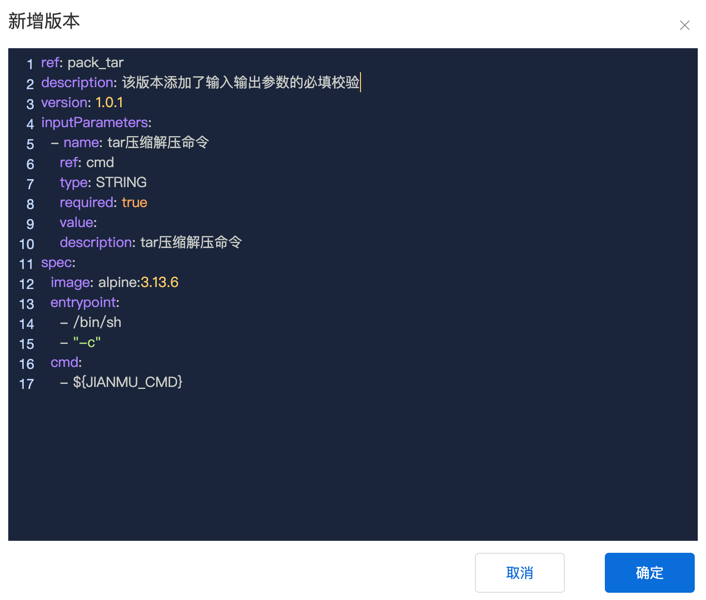 新增版本
1 ref: pack_tar
2 description: 该版本添加了输入输出参数的必填校验
3 version: 1.0.1
4 inputParameters:
5 - name: tar压缩解压命令
6 ref: cmd
7 type: STRING
8 required: true
9 value:
10 description: tar压缩解压命令
11 spec:
12 image: alpine:3.13.6
13 entrypoint:
14 - /bin/sh
15 - "-c"
16 cmd:
17 - ${JIANMU_CMD}
取消 确定